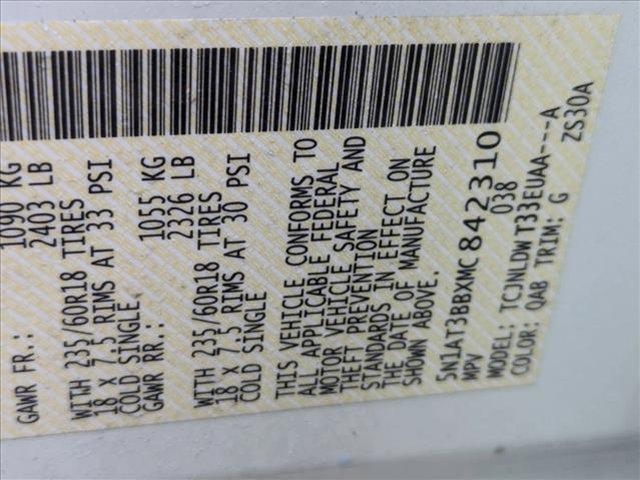 GAWR FR.: 1090 KG
2403 LB
WITH 235/60R18 TIRES
18 X 7.5 RIMS AT 33 PSI
COLD SINGLE.
GAWR RR.: 1055 KG
2326 LB
WITH 235/60R18 TIRES
18 X 7.5 RIMS AT 30 PSI
COLD SINGLE
THIS VEHICLE CONFORMS TO
ALL APPLICABLE FEDERAL
MOTOR VEHICLE SAFETY AND
THEFT PREVENTION
STANDARDS IN EFFECT ON
THE DATE OF MANUFACTURE
SHOWN ABOVE.
5N1AT3BBXMC842310
MPV 038
MODEL: TCJNLDWT33EUAA---A
COLOR: QAB TRIM: G ZS30A